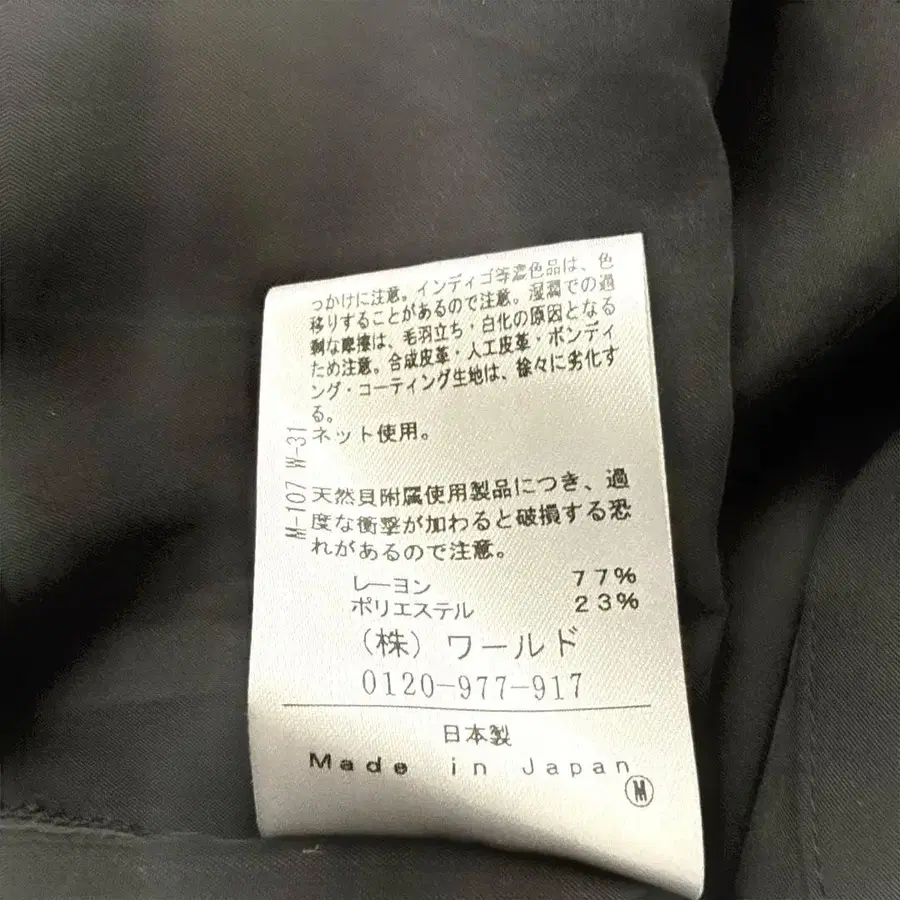 っかけに注意。インディゴ等濃色品は、色
移りすることがあるので注意。湿潤での過
剰な摩擦は、毛羽立ち・白化の原因となる
ため注意。合成皮革・人工皮革・ボンディ
ング・コーティング生地は、徐々に劣化す
る。
ネット使用。
M-107 W-31
天然貝附属使用製品につき、過
度な衝撃が加わると破損する恐
れがあるので注意。
レーヨン 77%
ポリエステル 23%
(株)ワールド
0120-977-917
日本製
Made in Japan
M